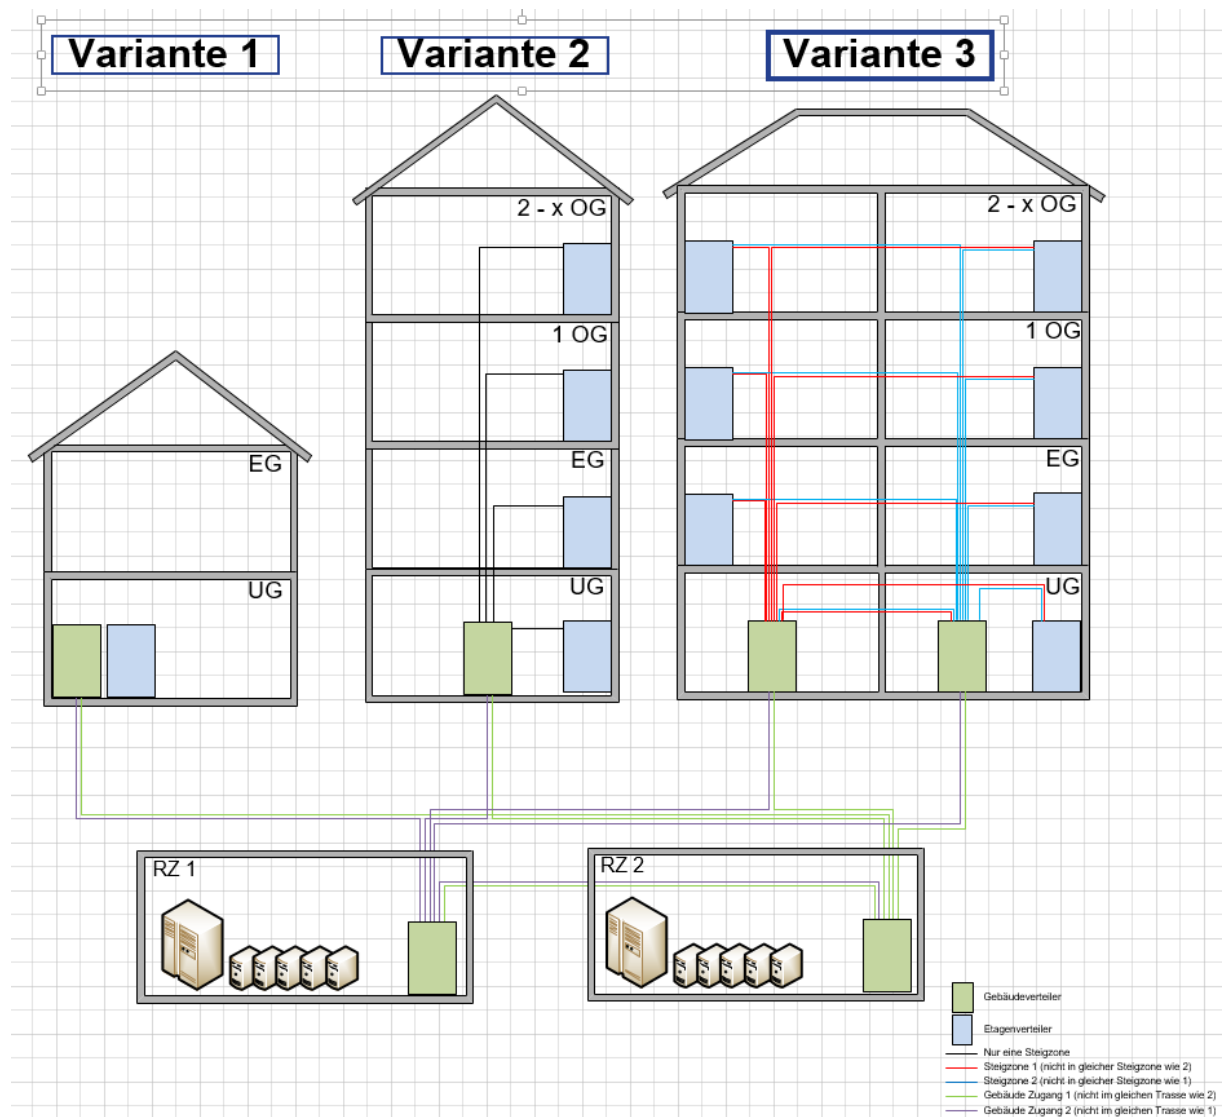 Variante 1
Variante 2
Variante 3
2 - x OG
2 - x OG
1 OG
1 OG
EG
EG
EG
UG
UG
UG
RZ 1
RZ 2
Gebäudeverteiler
Etagenverteiler
Nur eine Steigzone
Steigzone 1 (nicht in gleicher Steigzone wie 2)
Steigzone 2 (nicht in gleicher Steigzone wie 1)
Gebäude Zugang 1 (nicht im gleichen Trasse wie 2)
Gebäude Zugang 2 (nicht im gleichen Trasse wie 1)